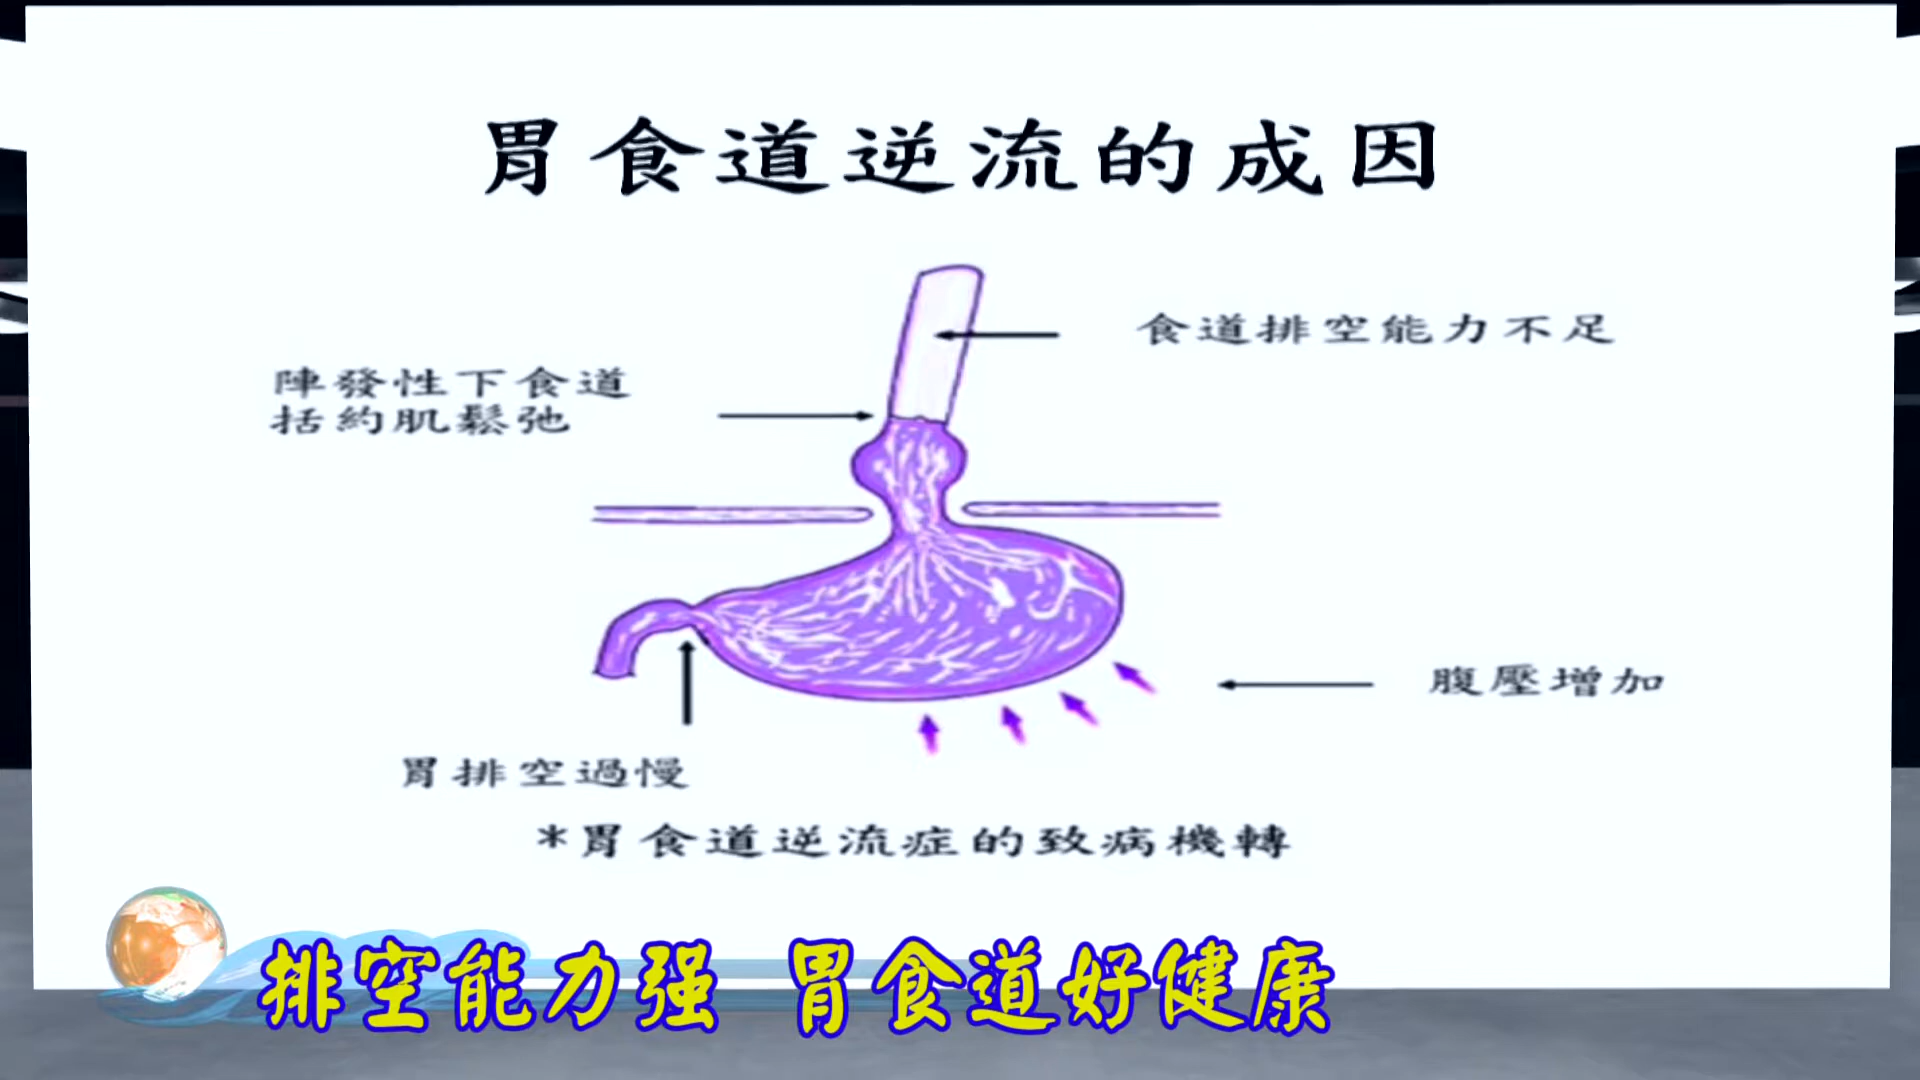 胃食道逆流的成因
食道排空能力不足
陣發性下食道
括約肌鬆弛
腹壓增加
胃排空過慢
*胃食道逆流症的致病機轉
排空能力强 胃食道好健康